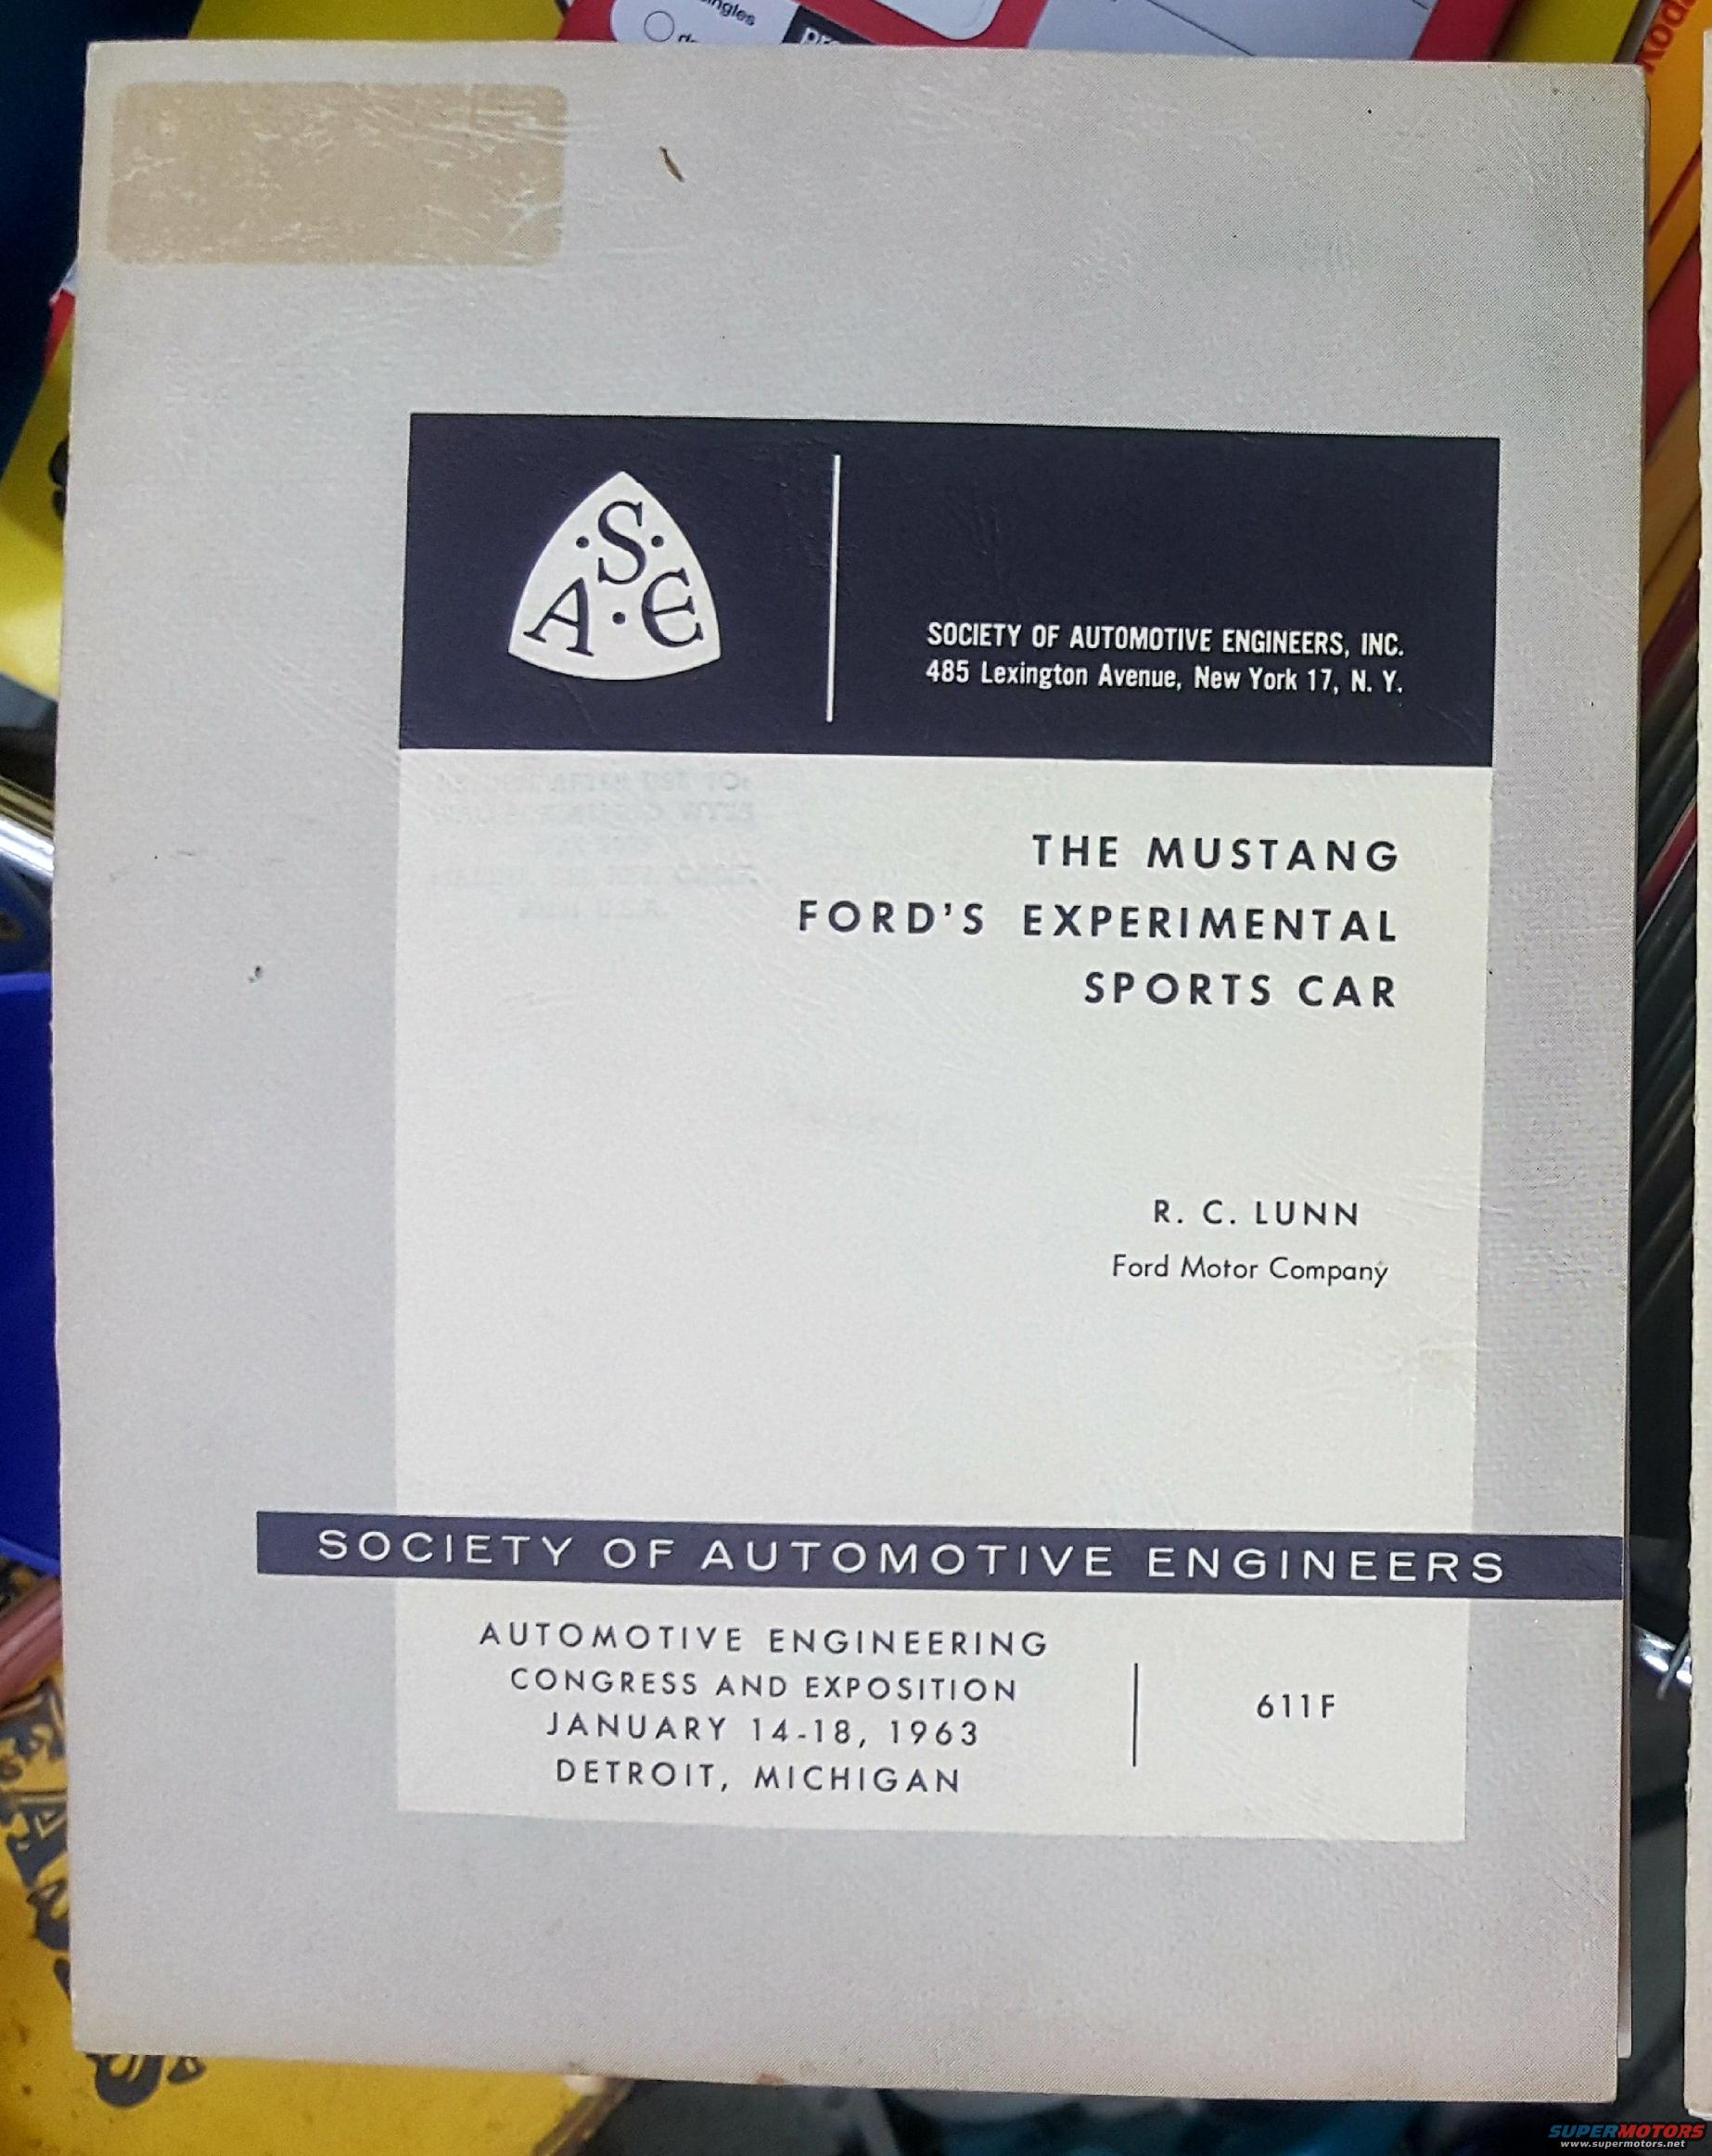 ingles
Kodak
S
A E
SOCIETY OF AUTOMOTIVE ENGINEERS, INC.
485 Lexington Avenue, New York 17, N. Y.
THE MUSTANG
FORD'S EXPERIMENTAL
SPORTS CAR
R. C. LUNN
Ford Motor Company
SOCIETY OF AUTOMOTIVE ENGINEERS
AUTOMOTIVE ENGINEERING
CONGRESS AND EXPOSITION
JANUARY 14-18, 1963
DETROIT, MICHIGAN
611F
SUPERMOTORS
www.supermotors.net